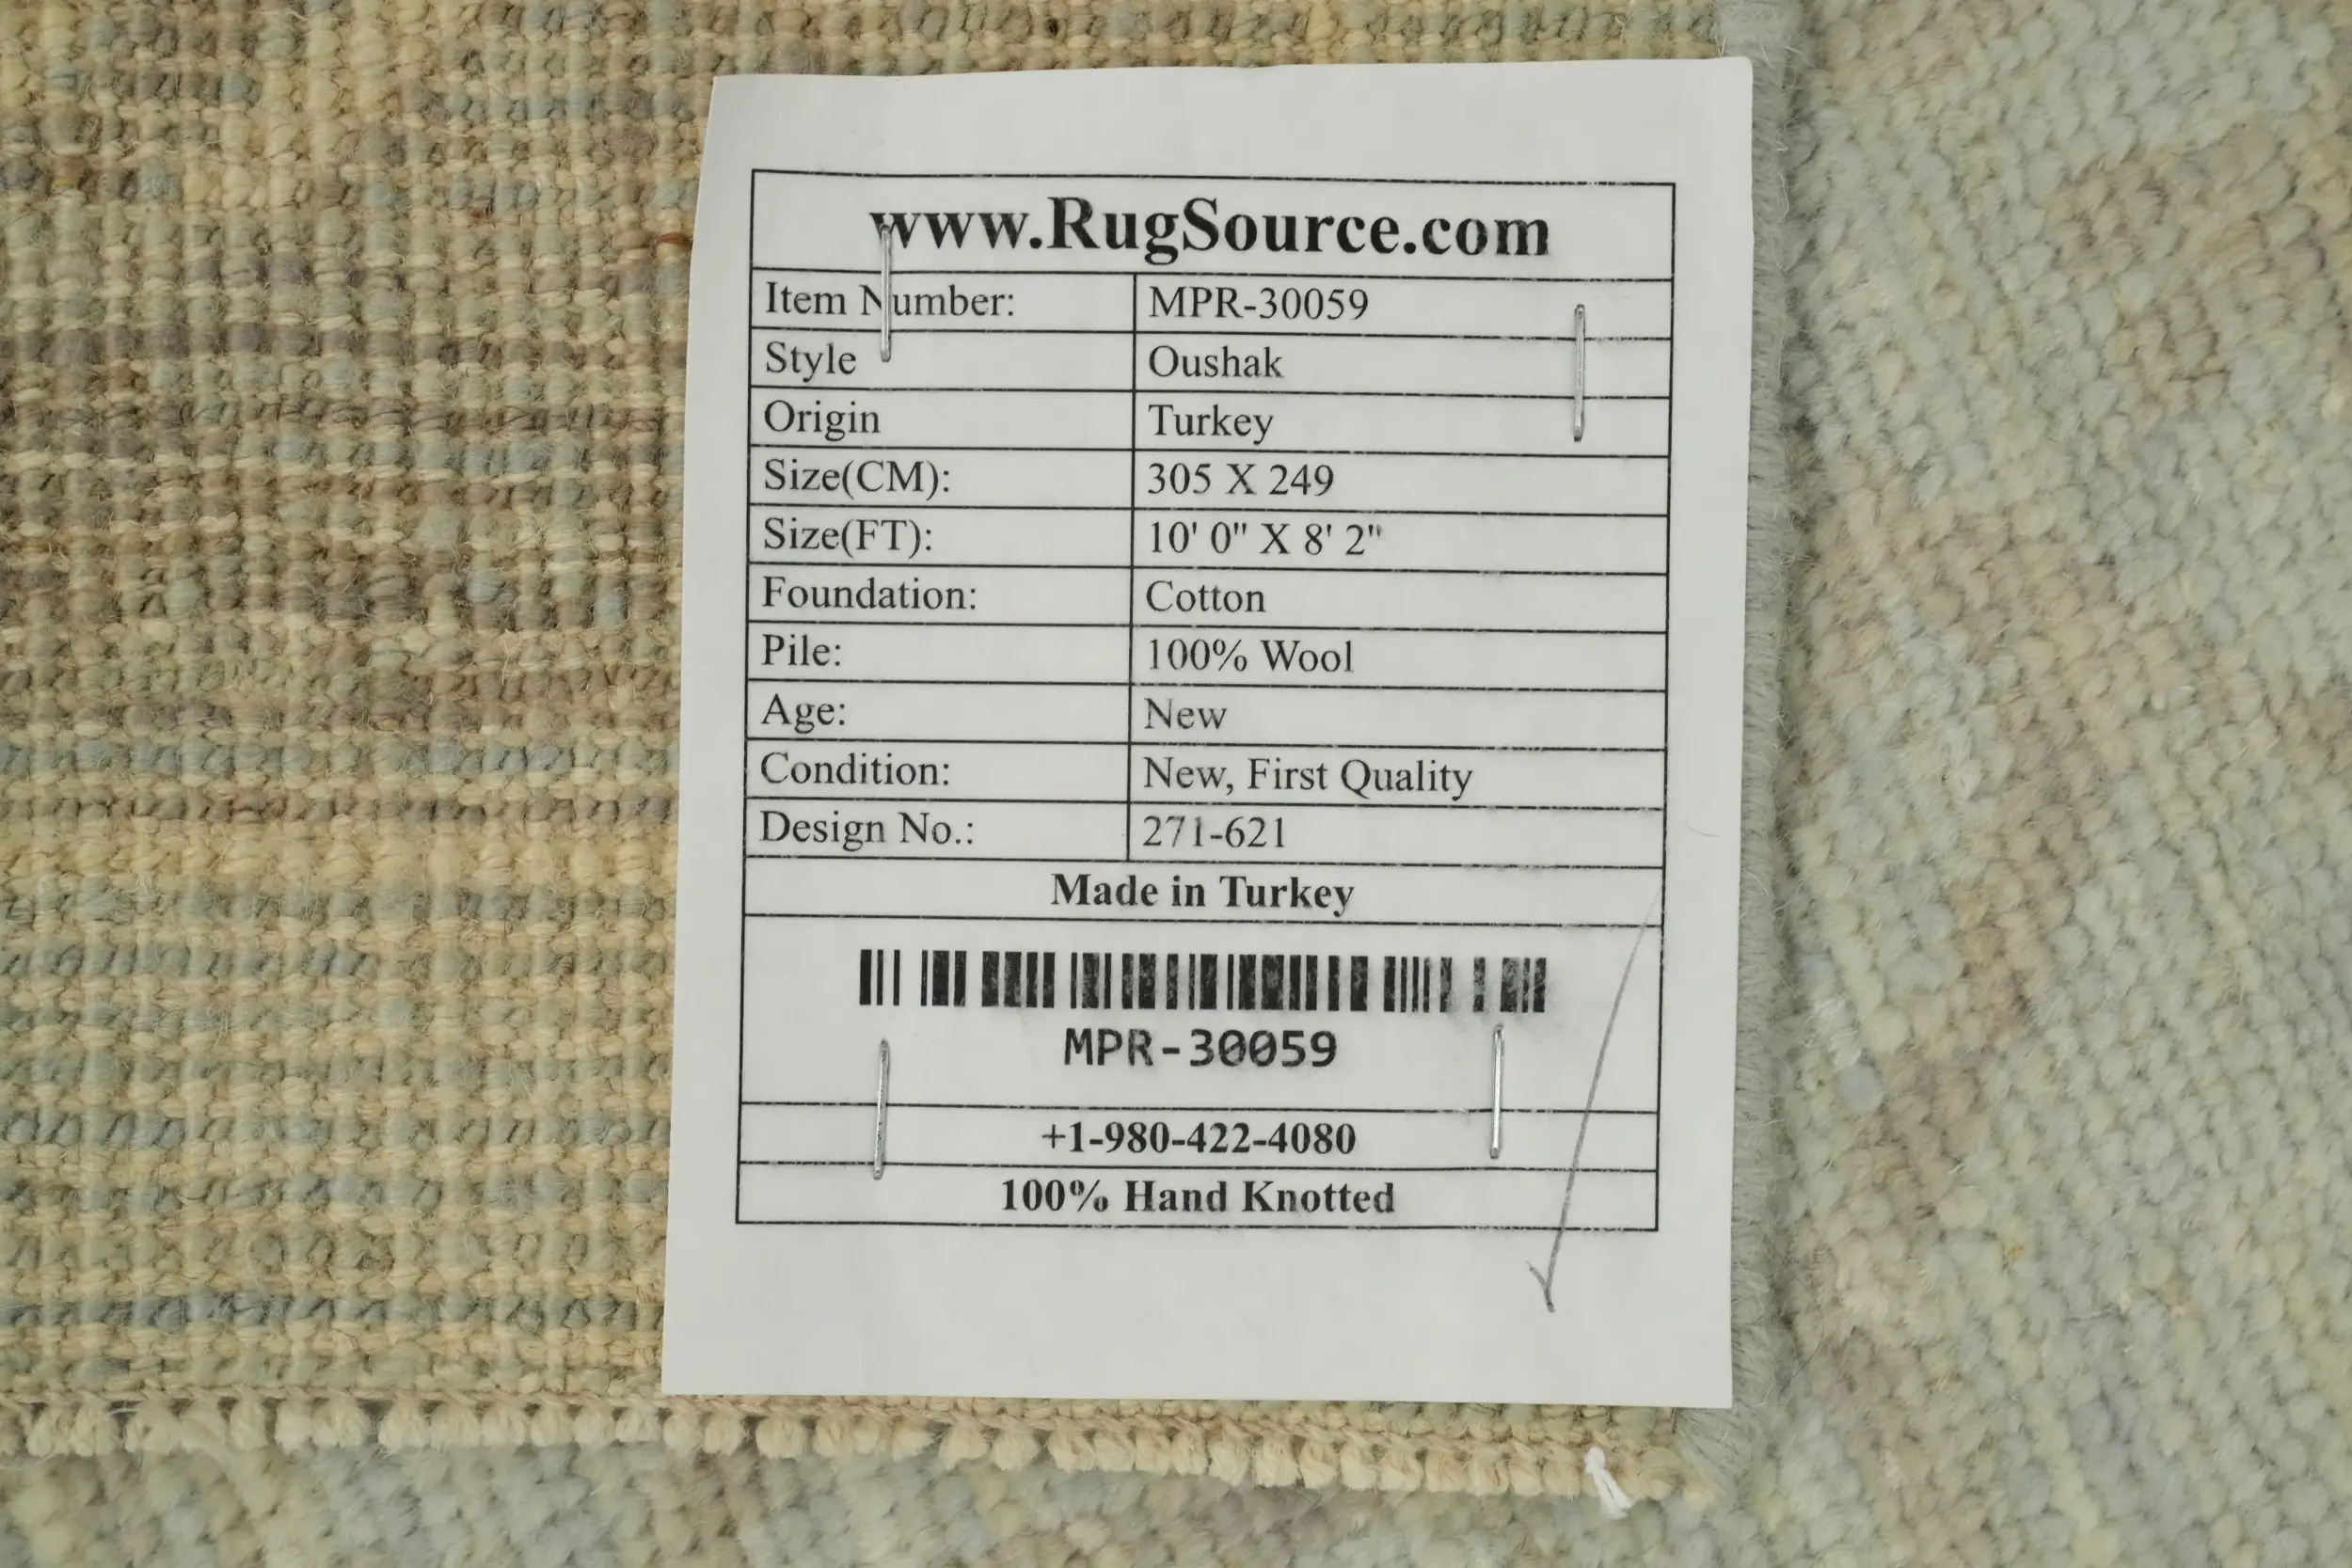 www.RugSource.com
Item Number: MPR-30059
Style Oushak
Origin Turkey
Size(CM): 305 X 249
Size(FT): 10' 0" X 8' 2"
Foundation: Cotton
Pile: 100% Wool
Age: New
Condition: New, First Quality
Design No.: 271-621
Made in Turkey
MPR-30059
+1-980-422-4080
100% Hand Knotted